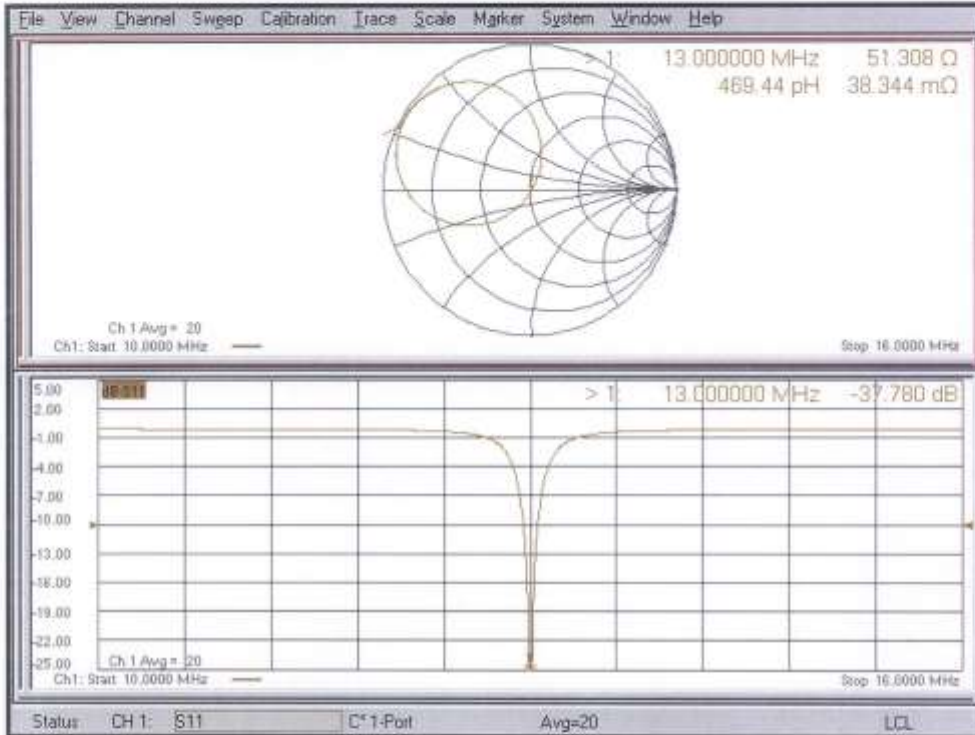 File View Channel Sweep Calibration Trace Scale Marker System Window Help
> 1: 13.000000 MHz 51.308 Ω
469.44 pH 38.344 mΩ
Ch 1 Avg = 20
Ch1: Start 10.0000 MHz
Stop 16.0000 MHz
5.00
dB-S11
> 1: 13.000000 MHz -37.780 dB
2.00
-1.00
-4.00
-7.00
-10.00
-13.00
-16.00
-19.00
-22.00
-25.00
Ch 1 Avg = 20
Ch1: Start 10.0000 MHz
Stop 16.0000 MHz
Status CH 1: S11 C* 1-Port Avg=20 LCL